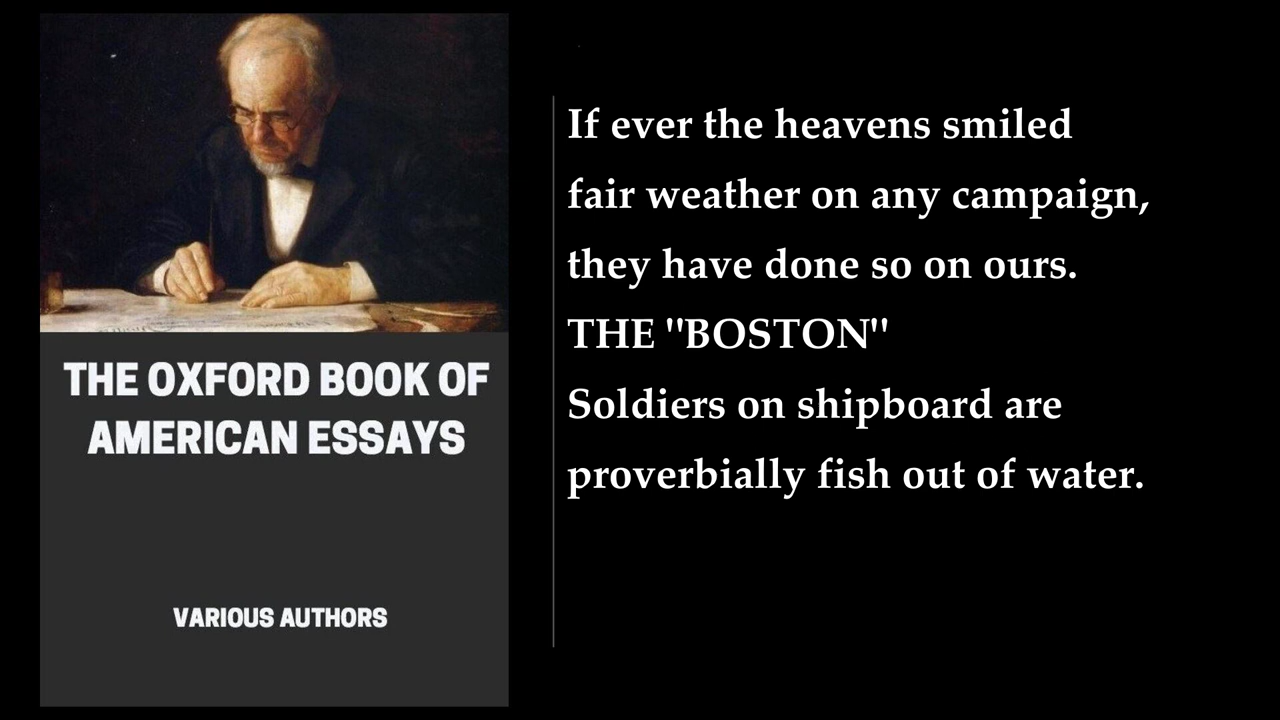 THE OXFORD BOOK OF
AMERICAN ESSAYS
VARIOUS AUTHORS
If ever the heavens smiled
fair weather on any campaign,
they have done so on ours.
THE "BOSTON"
Soldiers on shipboard are
proverbially fish out of water.